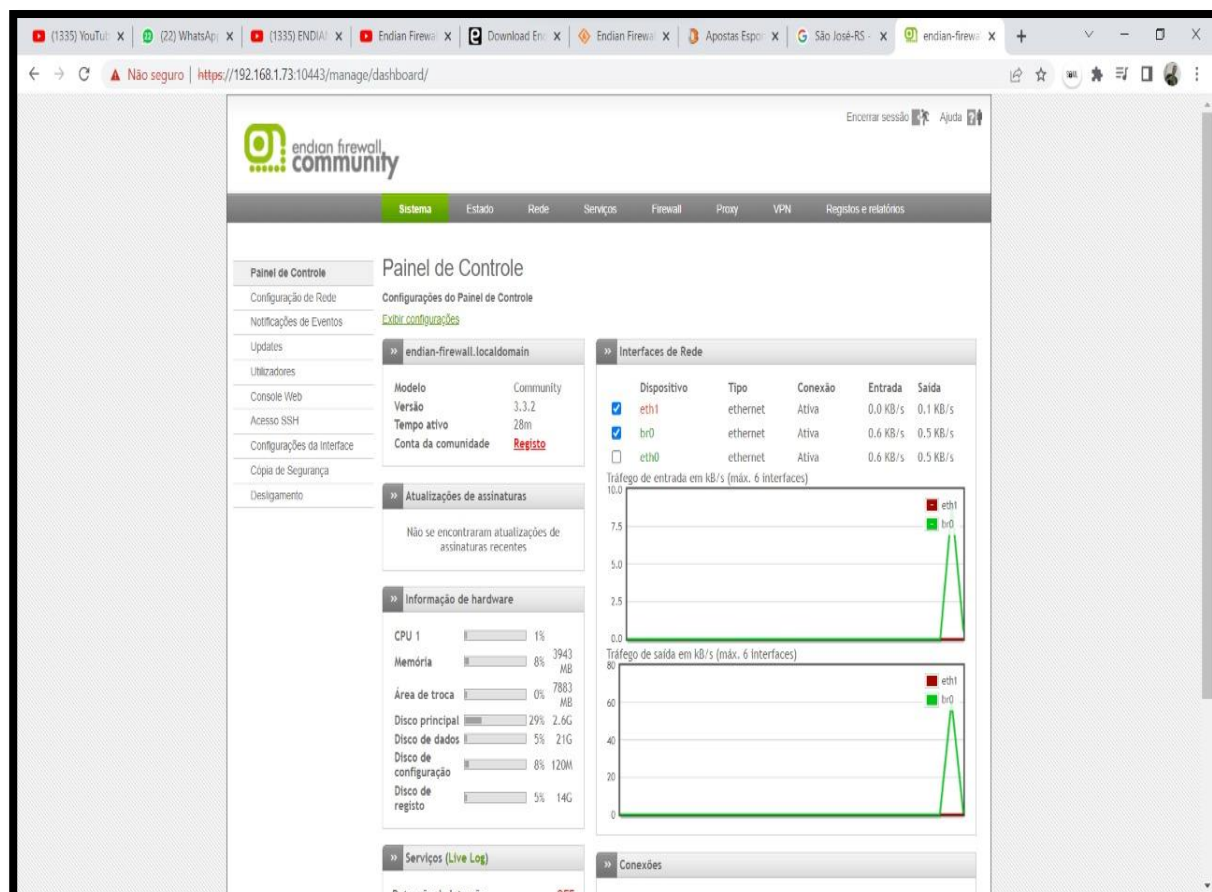 (1335) YouTub
(22) WhatsAp
(1335) ENDIA
Endian Firewa
Download En
Endian Firewa
Apostas Espor
São José-RS -
endian-firewa
Não seguro | https://192.168.1.73:10443/manage/dashboard/
Encerrar sessão Ajuda
endian firewall
community
Sistema Estado Rede Serviços Firewall Proxy VPN Registos e relatórios
Painel de Controle
Configuração de Rede
Notificações de Eventos
Updates
Utilizadores
Console Web
Acesso SSH
Configurações da Interface
Cópia de Segurança
Desligamento
Painel de Controle
Configurações do Painel de Controle
Exibir configurações
» endian-firewall.localdomain
Modelo Community
Versão 3.3.2
Tempo ativo 28m
Conta da comunidade Registo
» Atualizações de assinaturas
Não se encontraram atualizações de
assinaturas recentes
» Informação de hardware
CPU 1 1%
Memória 8% 3943 MB
Área de troca 0% 7883 MB
Disco principal 29% 2.6G
Disco de dados 5% 21G
Disco de
configuração 8% 120M
Disco de
registo 5% 14G
» Serviços (Live Log)
» Interfaces de Rede
Dispositivo Tipo Conexão Entrada Saída
eth1 ethernet Ativa 0.0 KB/s 0.1 KB/s
br0 ethernet Ativa 0.6 KB/s 0.5 KB/s
eth0 ethernet Ativa 0.6 KB/s 0.5 KB/s
Tráfego de entrada em kB/s (máx. 6 interfaces)
10.0
7.5
5.0
2.5
0.0
eth1
br0
Tráfego de saída em kB/s (máx. 6 interfaces)
80
60
40
20
0
eth1
br0
» Conexões